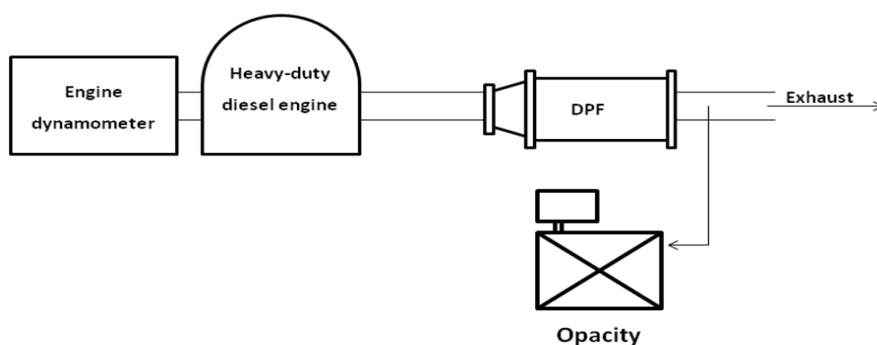 Engine
dynamometer
Heavy-duty
diesel engine
DPF
Exhaust
Opacity